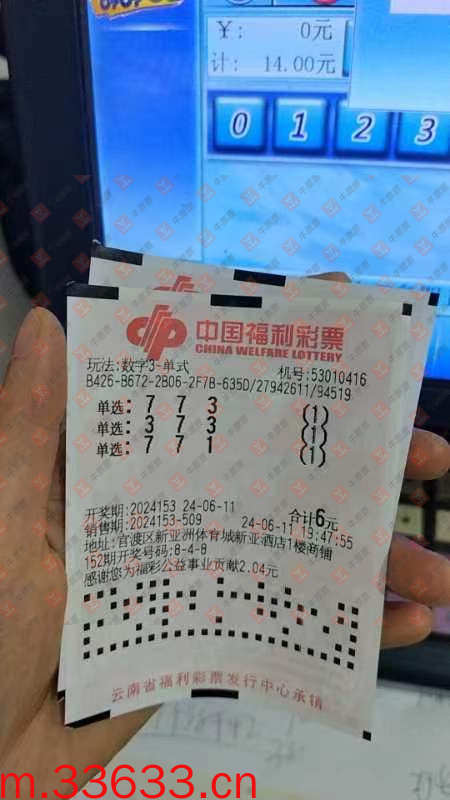 ¥: 0元
计: 14.00元
0 1 2 3
中国福利彩票
CHINA WELFARE LOTTERY
玩法:数字3-单式 机号:53010416
B426-B672-2B06-2F7B-635D/27942611/94519
单选: 7 7 3 (1)
单选: 3 7 3 (1)
单选: 7 7 1 (1)
开奖期:2024153 24-06-11 合计6元
销售期:2024153-509 24-06-11 19:47:55
地址:官渡区新亚洲体育城新亚酒店1楼商铺
152期开奖号码:8-4-8
感谢您为福彩公益事业贡献2.04元
云南省福利彩票发行中心承销
m.33633.cn